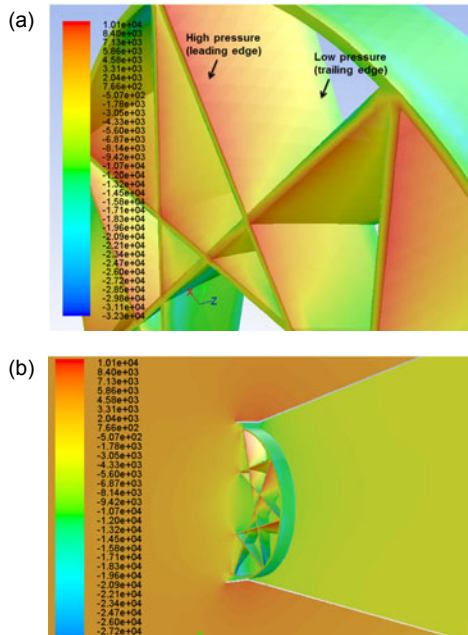 (a)
1.01e+04
8.40e+03
7.13e+03
5.86e+03
4.58e+03
3.31e+03
2.04e+03
7.66e+02
-5.07e+02
-1.78e+03
-3.05e+03
-4.33e+03
-5.60e+03
-6.87e+03
-8.14e+03
-9.42e+03
-1.07e+04
-1.20e+04
-1.32e+04
-1.45e+04
-1.58e+04
-1.71e+04
-1.83e+04
-1.96e+04
-2.09e+04
-2.21e+04
-2.34e+04
-2.47e+04
-2.60e+04
-2.72e+04
-2.85e+04
-2.98e+04
-3.11e+04
-3.23e+04
High pressure
(leading edge)
Low pressure
(trailing edge)
X
Z
(b)
1.01e+04
8.40e+03
7.13e+03
5.86e+03
4.58e+03
3.31e+03
2.04e+03
7.66e+02
-5.07e+02
-1.78e+03
-3.05e+03
-4.33e+03
-5.60e+03
-6.87e+03
-8.14e+03
-9.42e+03
-1.07e+04
-1.20e+04
-1.32e+04
-1.45e+04
-1.58e+04
-1.71e+04
-1.83e+04
-1.96e+04
-2.09e+04
-2.21e+04
-2.34e+04
-2.47e+04
-2.60e+04
-2.72e+04